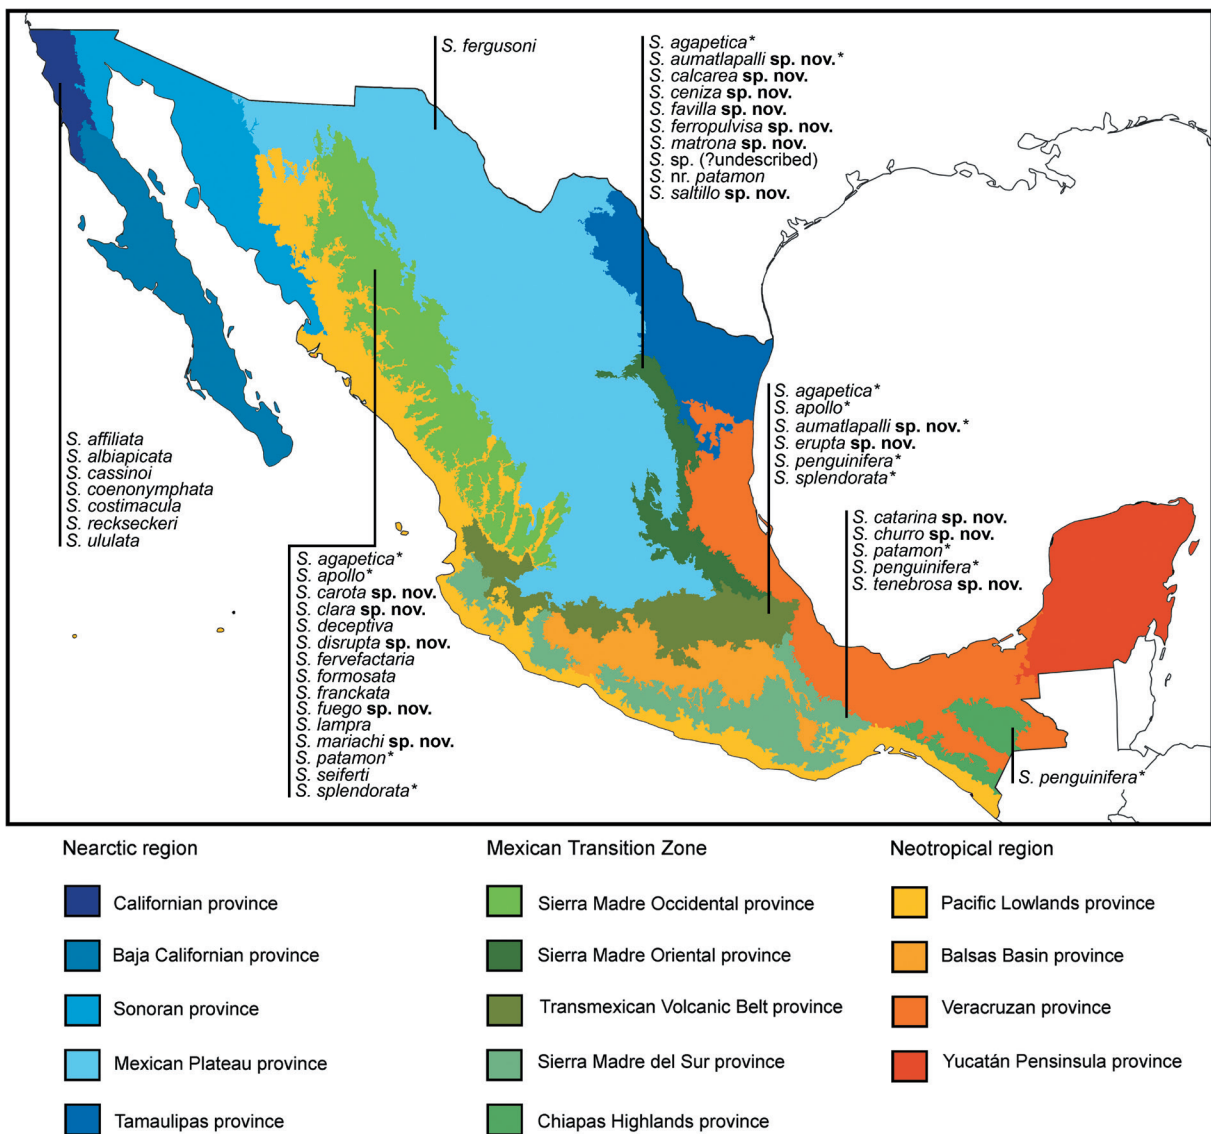 S. fergusoni
S. agapetica*
S. aumatlapalli sp. nov.*
S. calcarea sp. nov.
S. ceniza sp. nov.
S. favilla sp. nov.
S. ferropulvisa sp. nov.
S. matrona sp. nov.
S. sp. (?undescribed)
S. nr. patamon
S. saltillo sp. nov.
S. affiliata
S. albiapicata
S. cassinoi
S. coenonymphata
S. costimacula
S. reckseckeri
S. ululata
S. agapetica*
S. apollo*
S. aumatlapalli sp. nov.*
S. erupta sp. nov.
S. penguinifera*
S. splendorata*
S. catarina sp. nov.
S. churro sp. nov.
S. patamon*
S. penguinifera*
S. tenebrosa sp. nov.
S. agapetica*
S. apollo*
S. carota sp. nov.
S. clara sp. nov.
S. deceptiva
S. disrupta sp. nov.
S. fervefactaria
S. formosata
S. franckata
S. fuego sp. nov.
S. lampra
S. mariachi sp. nov.
S. patamon*
S. seiferti
S. splendorata*
S. penguinifera*
Nearctic region
Californian province
Baja Californian province
Sonoran province
Mexican Plateau province
Tamaulipas province
Mexican Transition Zone
Sierra Madre Occidental province
Sierra Madre Oriental province
Transmexican Volcanic Belt province
Sierra Madre del Sur province
Chiapas Highlands province
Neotropical region
Pacific Lowlands province
Balsas Basin province
Veracruzan province
Yucatán Pensinsula province